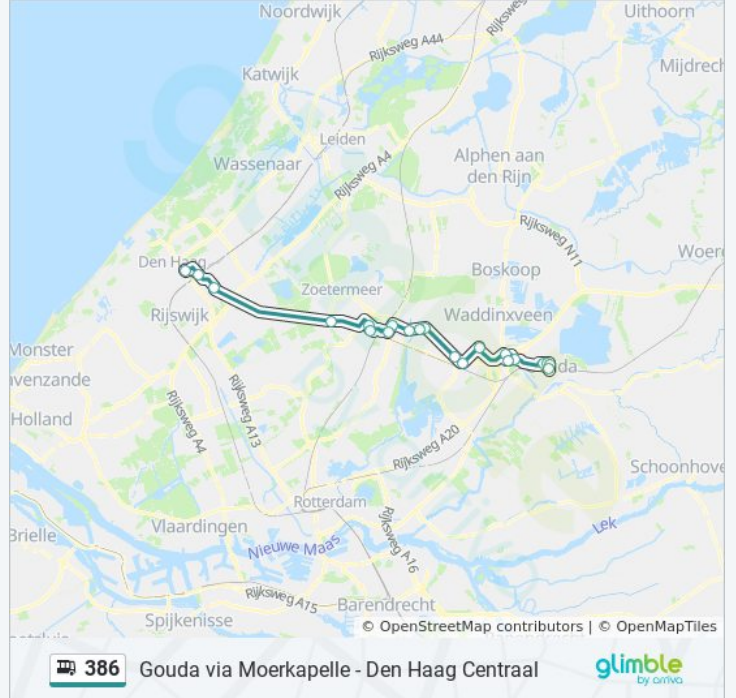 Noordwijk
Uithoorn
Rijksweg
Rijksweg A44
Katwijk
Mijdrech
Leiden
Wassenaar
Rijksweg A4
Alphen aan
den Rijn
Rijksweg N11
Woer
Den Haag
Boskoop
Zoetermeer
Rijswijk
Waddinxveen
Monster
avenzande
da
Holland
Rijksweg A4
Rijksweg A13
Rijksweg A20
Schoonhove
Rotterdam
Vlaardingen
Rijksweg A16
Lek
Brielle
Nieuwe Maas
Rijksweg A15
Barendrecht
Spijkenisse
© OpenStreetMap contributors | © OpenMapTiles
386 Gouda via Moerkapelle - Den Haag Centraal
glimble
by arriva